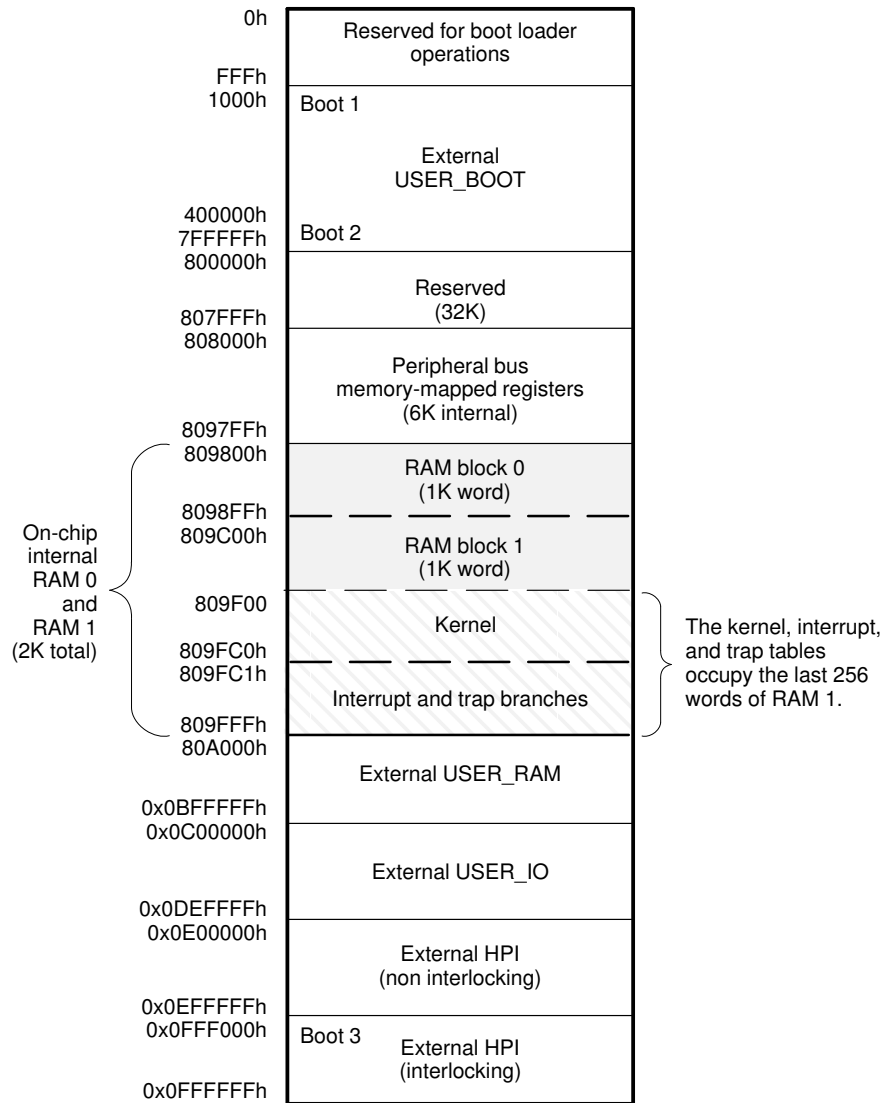 0h
Reserved for boot loader
operations
FFFh
1000h
Boot 1
External
USER_BOOT
400000h
7FFFFFh
Boot 2
800000h
Reserved
(32K)
807FFFh
808000h
Peripheral bus
memory-mapped registers
(6K internal)
8097FFh
809800h
RAM block 0
(1K word)
8098FFh
809C00h
On-chip
internal
RAM 0
and
RAM 1
(2K total)
RAM block 1
(1K word)
809F00
Kernel
809FC0h
809FC1h
The kernel, interrupt,
and trap tables
occupy the last 256
words of RAM 1.
Interrupt and trap branches
809FFFh
80A000h
External USER_RAM
0x0BFFFFFh
0x0C00000h
External USER_IO
0x0DEFFFFh
0x0E00000h
External HPI
(non interlocking)
0x0EFFFFFh
0x0FFF000h
Boot 3
External HPI
(interlocking)
0x0FFFFFFh